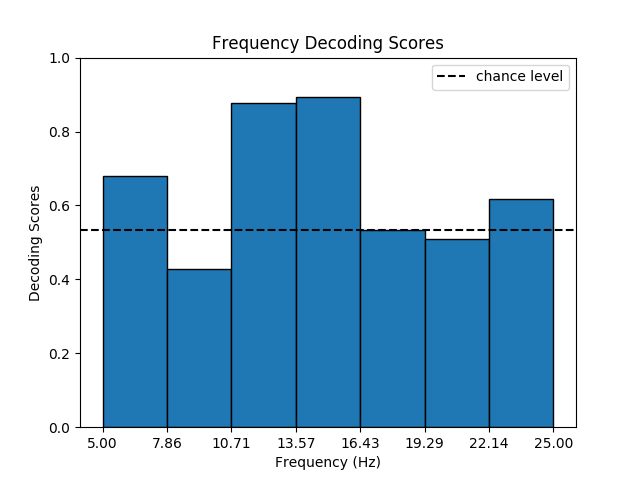 Frequency Decoding Scores
chance level
Decoding Scores
1.0
0.8
0.6
0.4
0.2
0.0
5.00 7.86 10.71 13.57 16.43 19.29 22.14 25.00
Frequency (Hz)